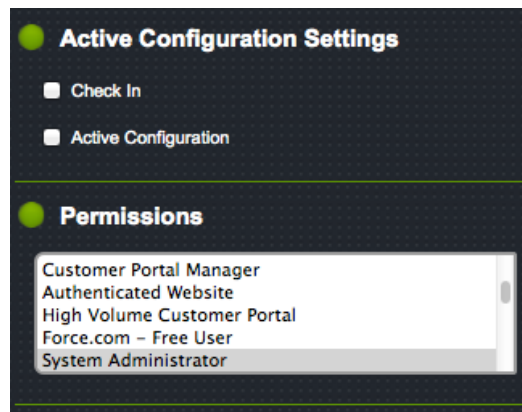 Active Configuration Settings
Check In
Active Configuration
Permissions
Customer Portal Manager
Authenticated Website
High Volume Customer Portal
Force.com – Free User
System Administrator